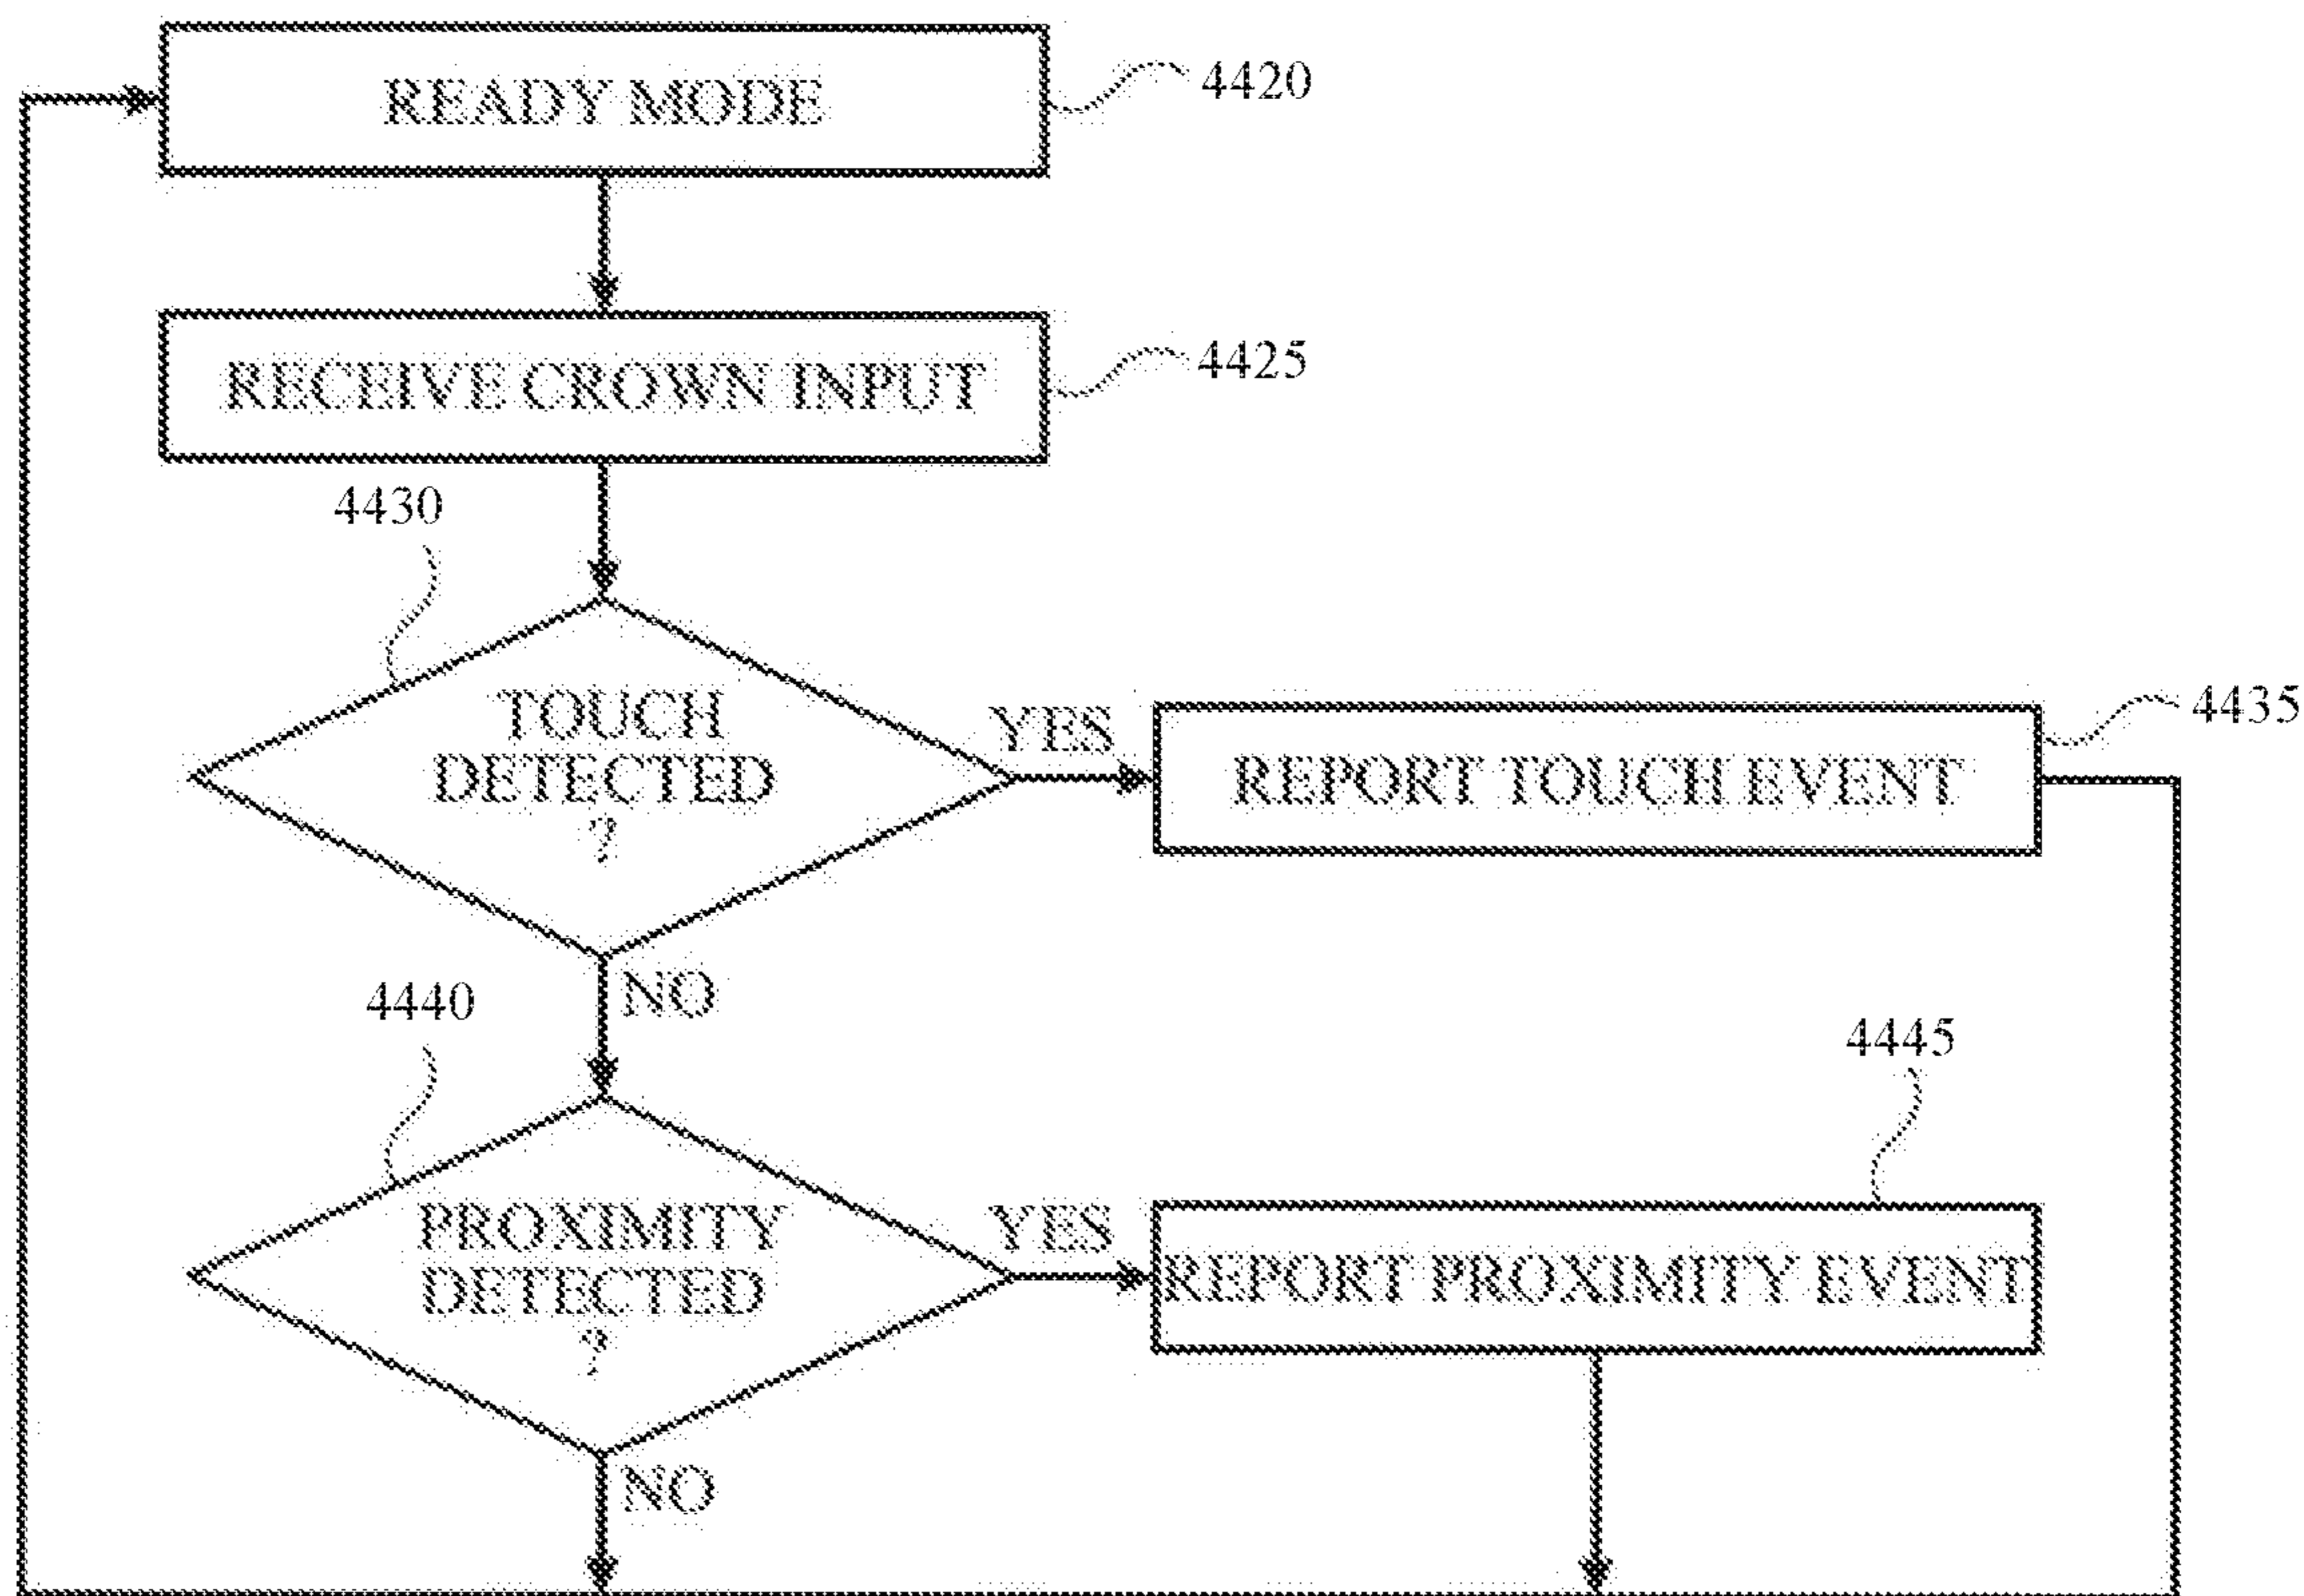 READY MODE
4420
RECEIVE CROWN INPUT
4425
4430
TOUCH
DETECTED
?
YES
REPORT TOUCH EVENT
4435
NO
4440
PROXIMITY
DETECTED
?
YES
4445
REPORT PROXIMITY EVENT
NO